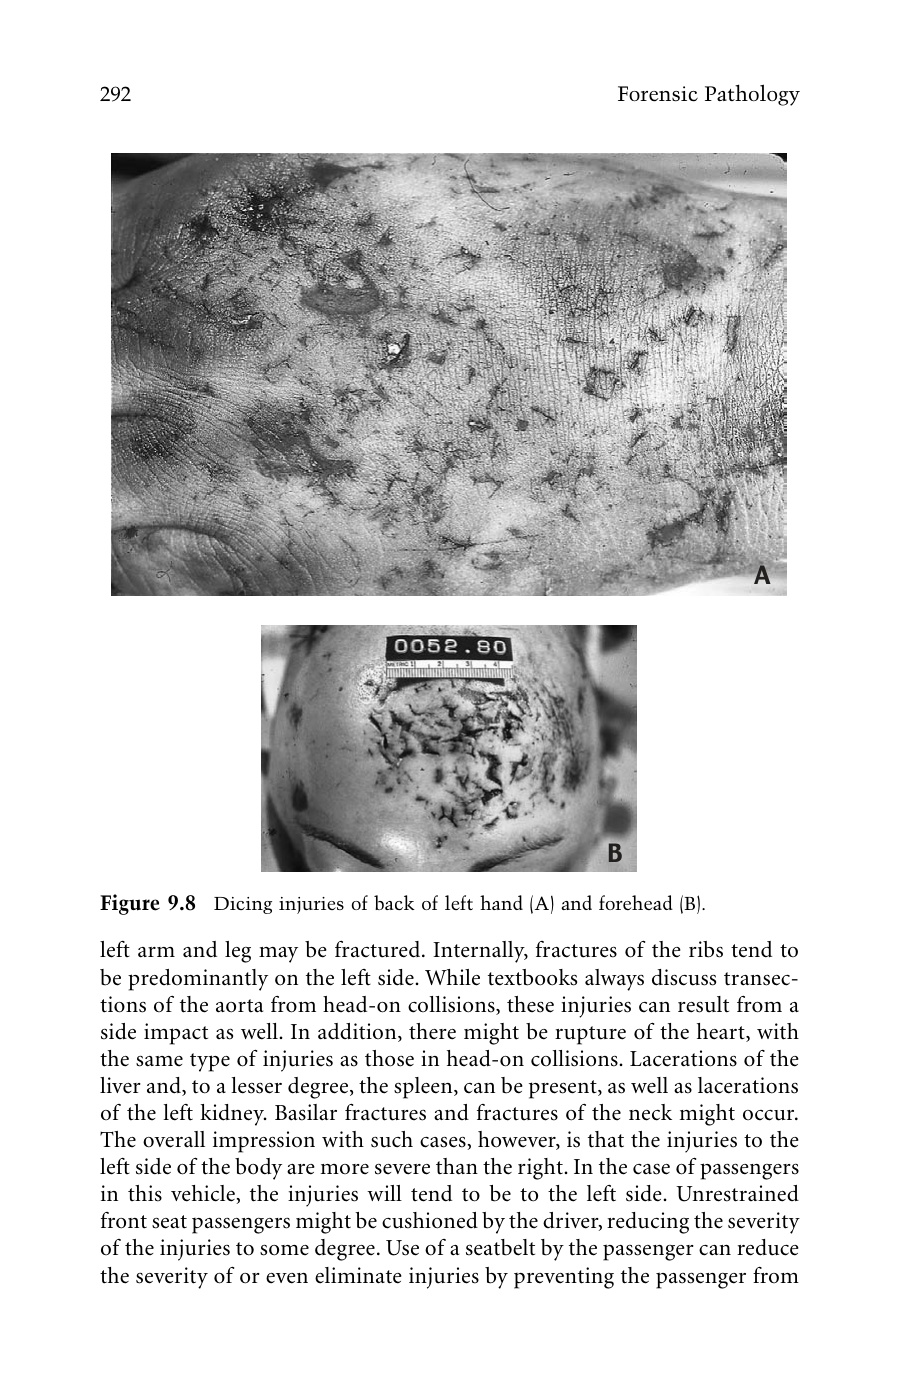 292 Forensic Pathology
A
0052.80
METRIC 1 2 3 4
B
Figure 9.8 Dicing injuries of back of left hand (A) and forehead (B).
left arm and leg may be fractured. Internally, fractures of the ribs tend to
be predominantly on the left side. While textbooks always discuss transec-
tions of the aorta from head-on collisions, these injuries can result from a
side impact as well. In addition, there might be rupture of the heart, with
the same type of injuries as those in head-on collisions. Lacerations of the
liver and, to a lesser degree, the spleen, can be present, as well as lacerations
of the left kidney. Basilar fractures and fractures of the neck might occur.
The overall impression with such cases, however, is that the injuries to the
left side of the body are more severe than the right. In the case of passengers
in this vehicle, the injuries will tend to be to the left side. Unrestrained
front seat passengers might be cushioned by the driver, reducing the severity
of the injuries to some degree. Use of a seatbelt by the passenger can reduce
the severity of or even eliminate injuries by preventing the passenger from